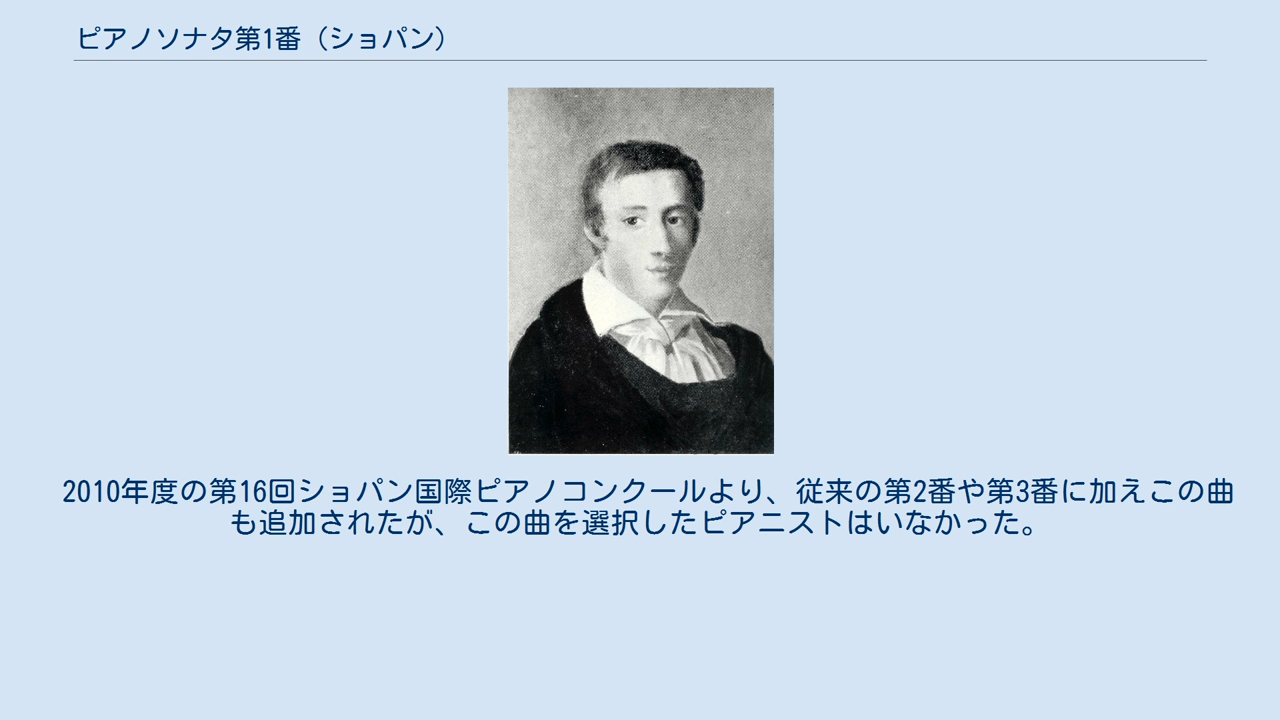 ピアノソナタ第1番（ショパン）
2010年度の第16回ショパン国際ピアノコンクールより、従来の第2番や第3番に加えこの曲
も追加されたが、この曲を選択したピアニストはいなかった。